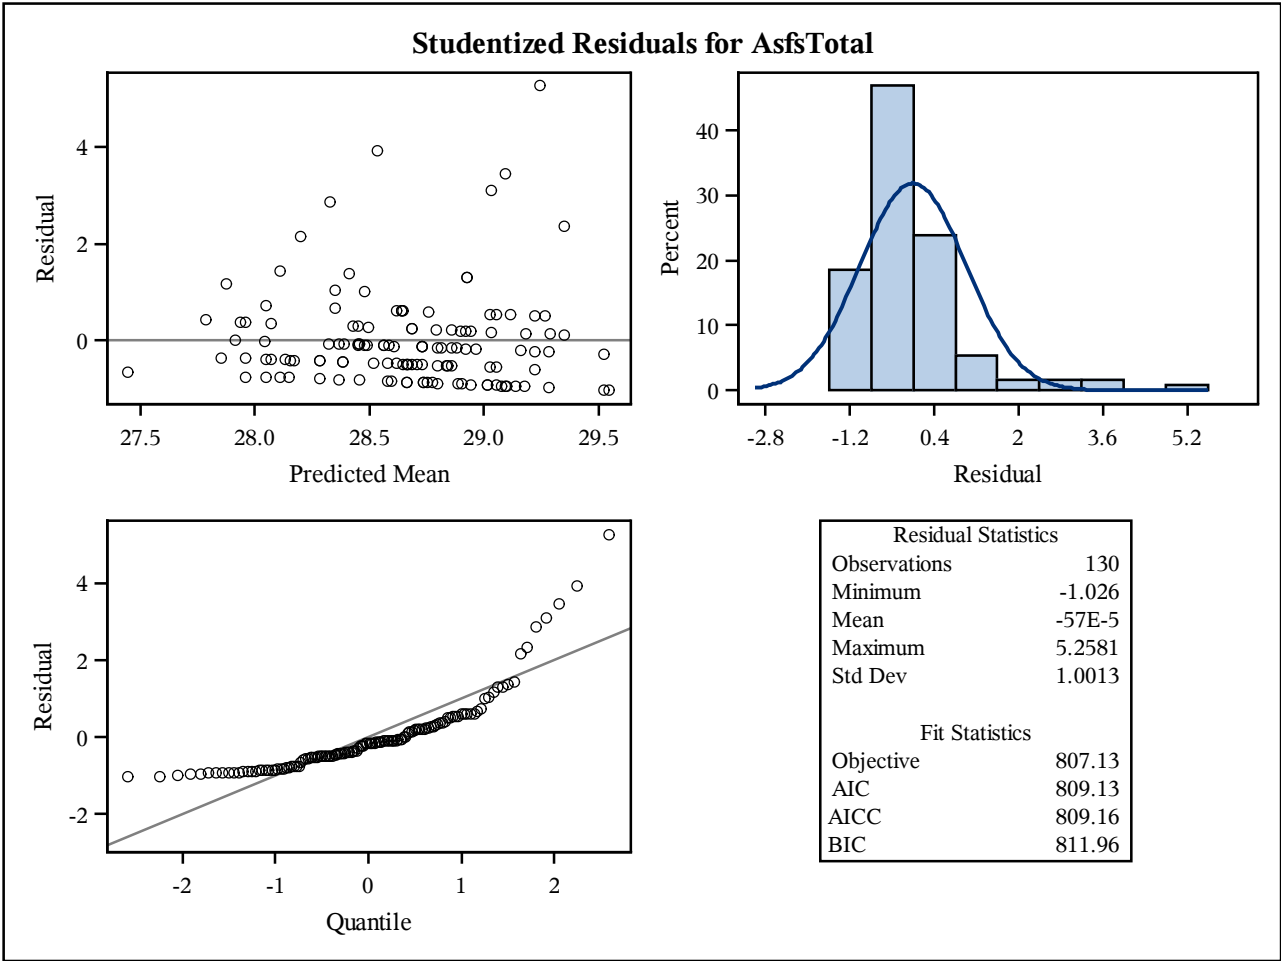 Studentized Residuals for AsfsTotal
4
2
0
Residual
27.5 28.0 28.5 29.0 29.5
Predicted Mean
40
30
20
10
0
Percent
-2.8 -1.2 0.4 2 3.6 5.2
Residual
4
2
0
-2
Residual
-2 -1 0 1 2
Quantile
Residual Statistics
Observations 130
Minimum -1.026
Mean -57E-5
Maximum 5.2581
Std Dev 1.0013
Fit Statistics
Objective 807.13
AIC 809.13
AICC 809.16
BIC 811.96